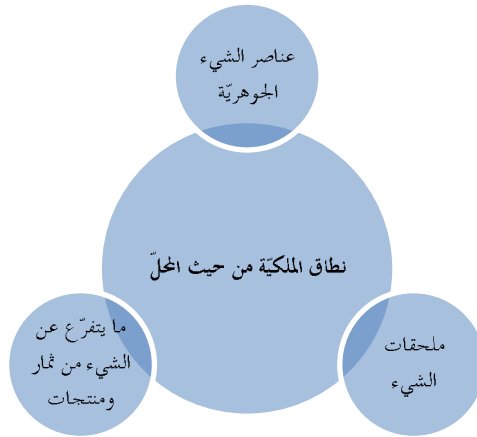 عناصر الشيء
الجوهريّة
نطاق الملكيّة من حيث المحلّ
ملحقات
الشيء
ما يتفرّع عن
الشيء من ثمار
ومنتجات